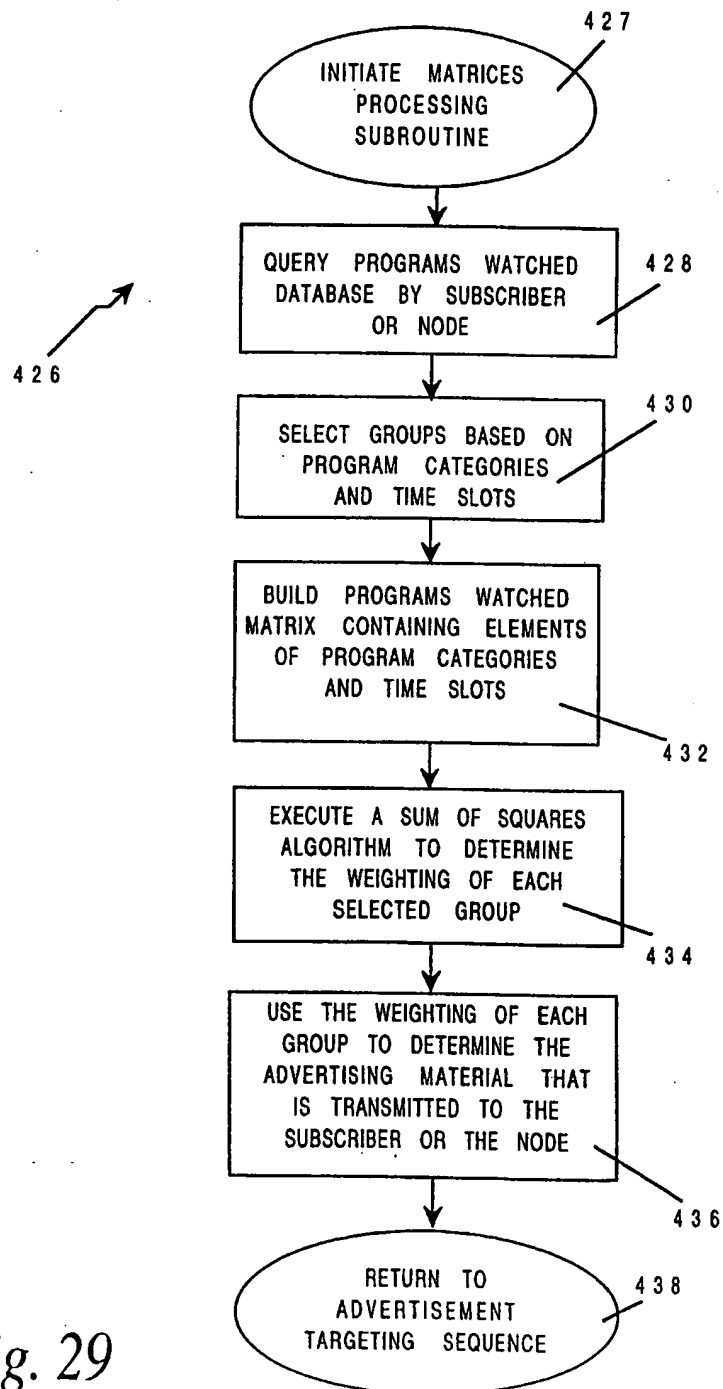 427
INITIATE MATRICES
PROCESSING
SUBROUTINE
QUERY PROGRAMS WATCHED
DATABASE BY SUBSCRIBER
OR NODE
428
426
SELECT GROUPS BASED ON
PROGRAM CATEGORIES
AND TIME SLOTS
430
BUILD PROGRAMS WATCHED
MATRIX CONTAINING ELEMENTS
OF PROGRAM CATEGORIES
AND TIME SLOTS
432
EXECUTE A SUM OF SQUARES
ALGORITHM TO DETERMINE
THE WEIGHTING OF EACH
SELECTED GROUP
434
USE THE WEIGHTING OF EACH
GROUP TO DETERMINE THE
ADVERTISING MATERIAL THAT
IS TRANSMITTED TO THE
SUBSCRIBER OR THE NODE
436
RETURN TO
ADVERTISEMENT
TARGETING SEQUENCE
438
g. 29